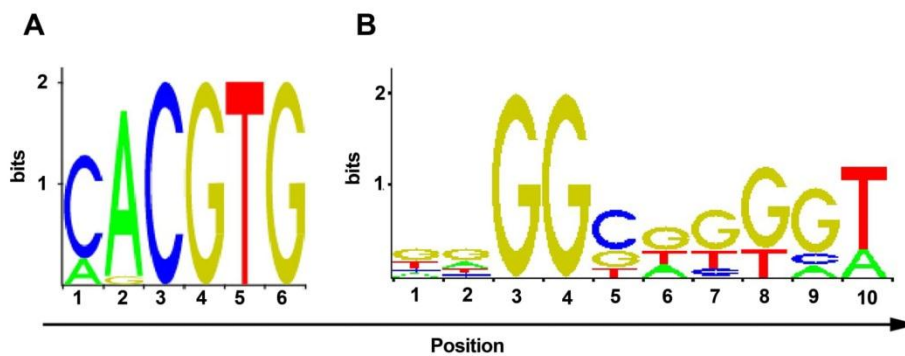 A
B
bits
2
1
C A C G T G
A G
1 2 3 4 5 6
bits
2
1
G G G G C G G G G T
T A G T T T C A
T T A C A
1 2 3 4 5 6 7 8 9 10
Position